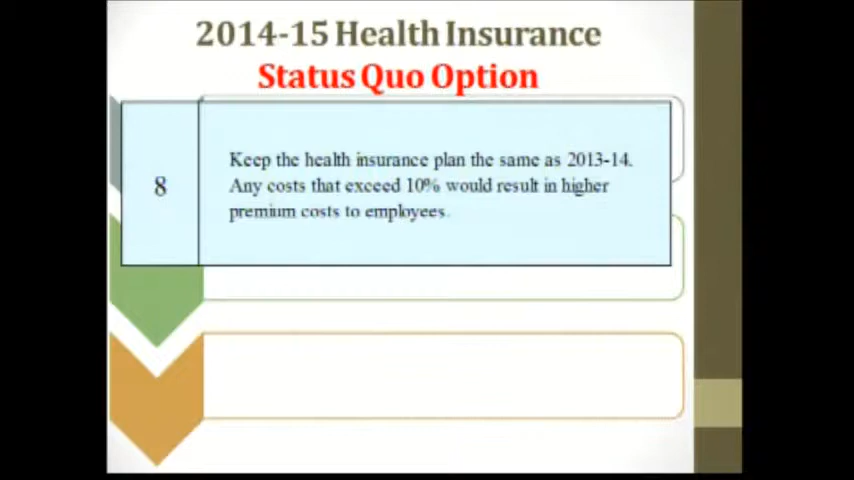 2014-15 Health Insurance
Status Quo Option
8
Keep the health insurance plan the same as 2013-14.
Any costs that exceed 10% would result in higher
premium costs to employees.